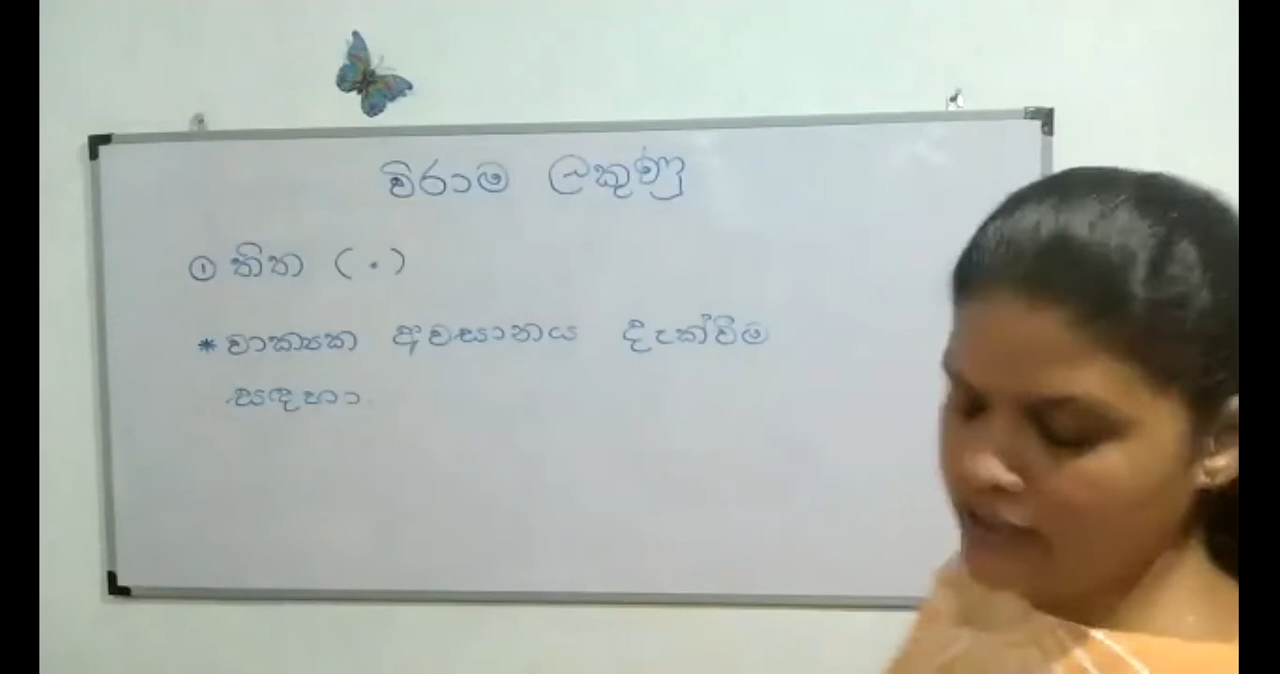 විරාම ලකුණු
① තිත ( . )
* වාක්‍යක අවසානය දැක්වීම
සඳහා.